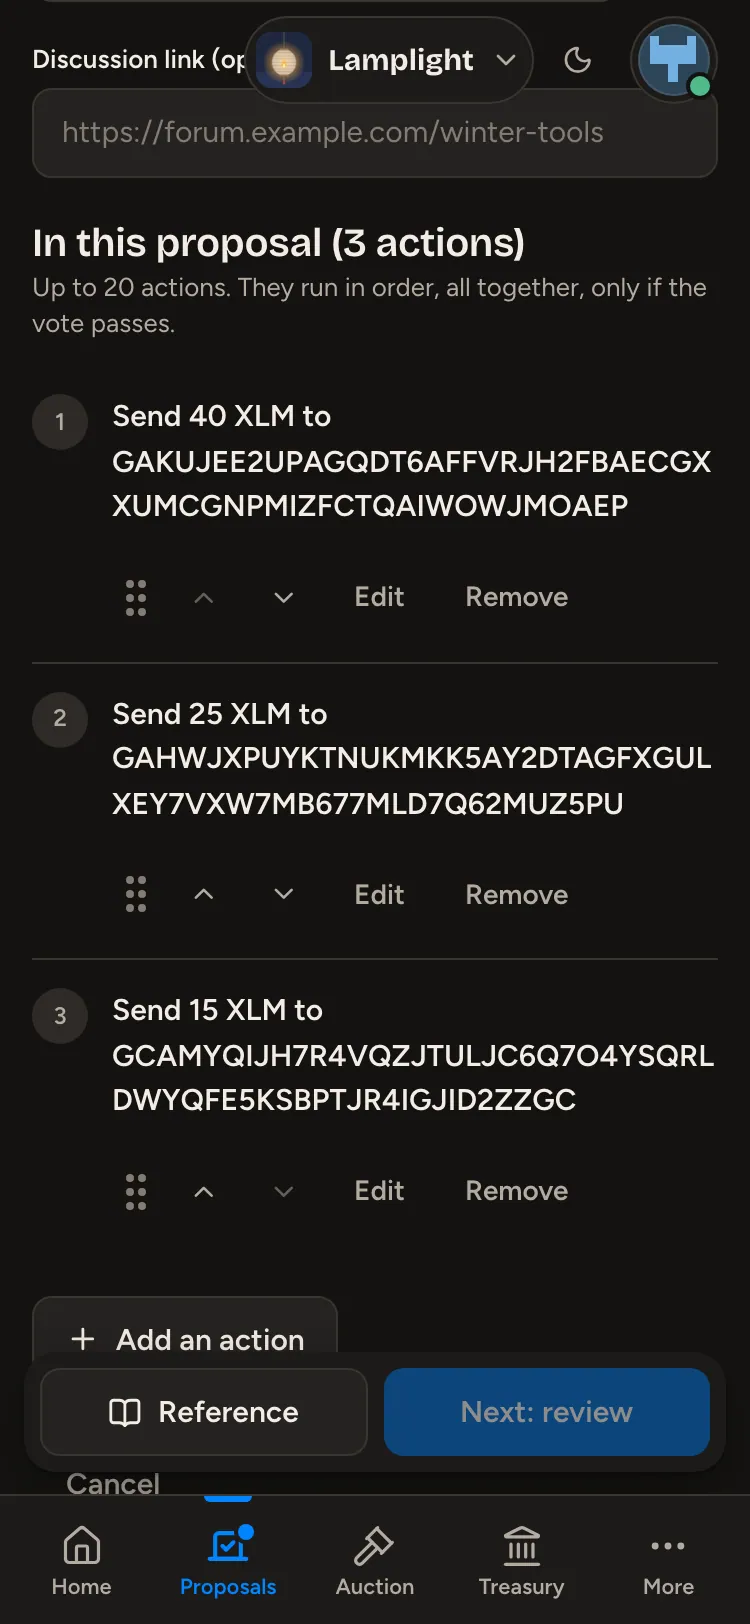 Discussion link (op
Lamplight
https://forum.example.com/winter-tools
In this proposal (3 actions)
Up to 20 actions. They run in order, all together, only if the
vote passes.
1
Send 40 XLM to
GAKUJEE2UPAGQDT6AFFVRJH2FBAECGX
XUMCGNPMIZFCTQAIWOWJMOAEP
Edit
Remove
2
Send 25 XLM to
GAHWJXPUYKTNUKMKK5AY2DTAGFXGUL
XEY7VXW7MB677MLD7Q62MUZ5PU
Edit
Remove
3
Send 15 XLM to
GCAMYQIJH7R4VQZJTULJC6Q7O4YSQRL
DWYQFE5KSBPTJR4IGJID2ZZGC
Edit
Remove
Add an action
Reference
Next: review
Cancel
Home
Proposals
Auction
Treasury
More